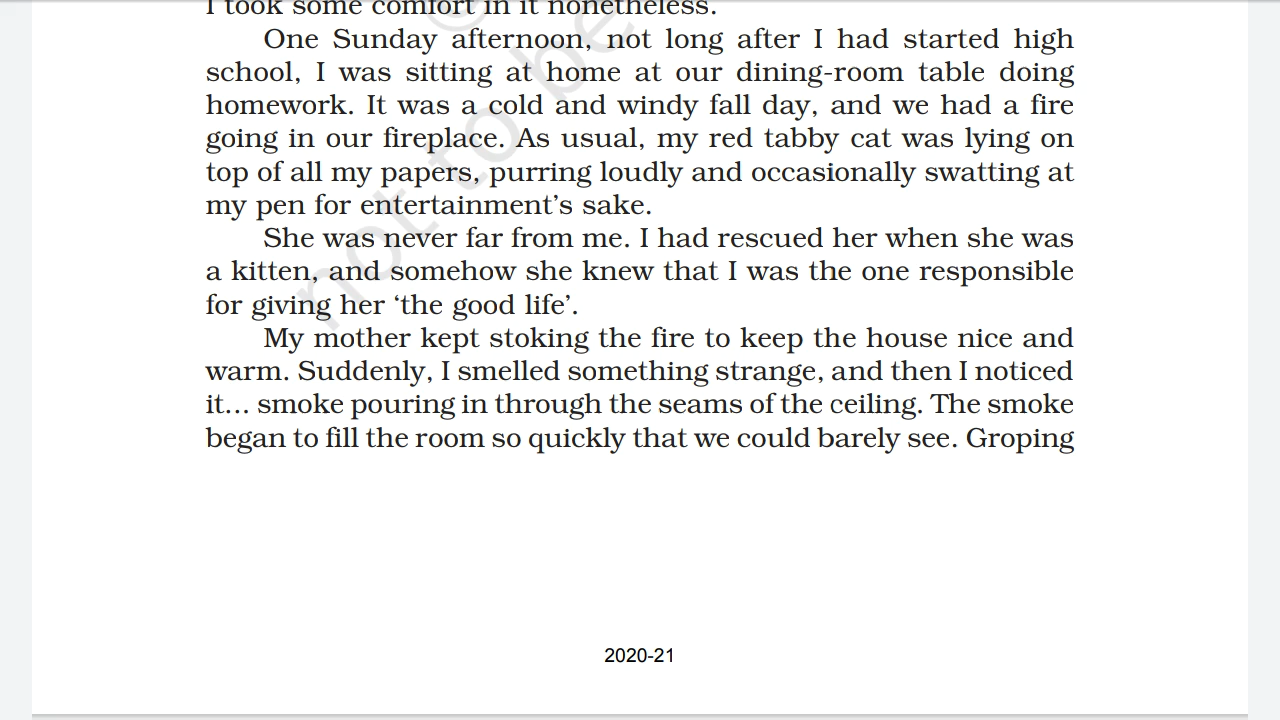 I took some comfort in it nonetheless.
One Sunday afternoon, not long after I had started high
school, I was sitting at home at our dining-room table doing
homework. It was a cold and windy fall day, and we had a fire
going in our fireplace. As usual, my red tabby cat was lying on
top of all my papers, purring loudly and occasionally swatting at
my pen for entertainment’s sake.
She was never far from me. I had rescued her when she was
a kitten, and somehow she knew that I was the one responsible
for giving her ‘the good life’.
My mother kept stoking the fire to keep the house nice and
warm. Suddenly, I smelled something strange, and then I noticed
it... smoke pouring in through the seams of the ceiling. The smoke
began to fill the room so quickly that we could barely see. Groping
not to be
©
2020-21